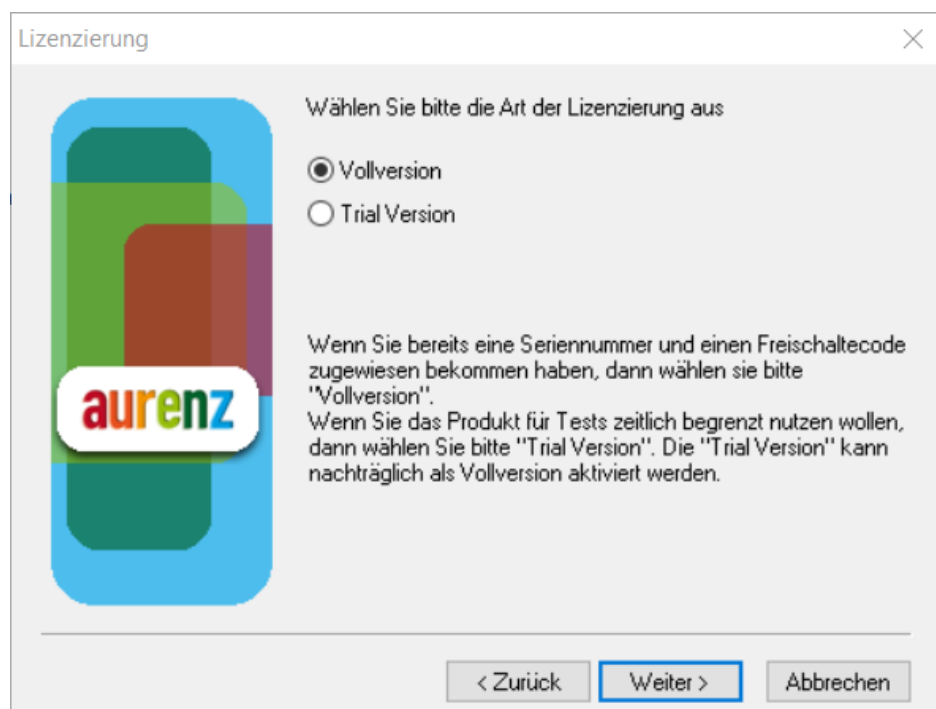 Lizenzierung
Wählen Sie bitte die Art der Lizenzierung aus
Vollversion
Trial Version
Wenn Sie bereits eine Seriennummer und einen Freischaltecode
zugewiesen bekommen haben, dann wählen sie bitte
"Vollversion".
Wenn Sie das Produkt für Tests zeitlich begrenzt nutzen wollen,
dann wählen Sie bitte "Trial Version". Die "Trial Version" kann
nachträglich als Vollversion aktiviert werden.
aurenz
< Zurück
Weiter >
Abbrechen